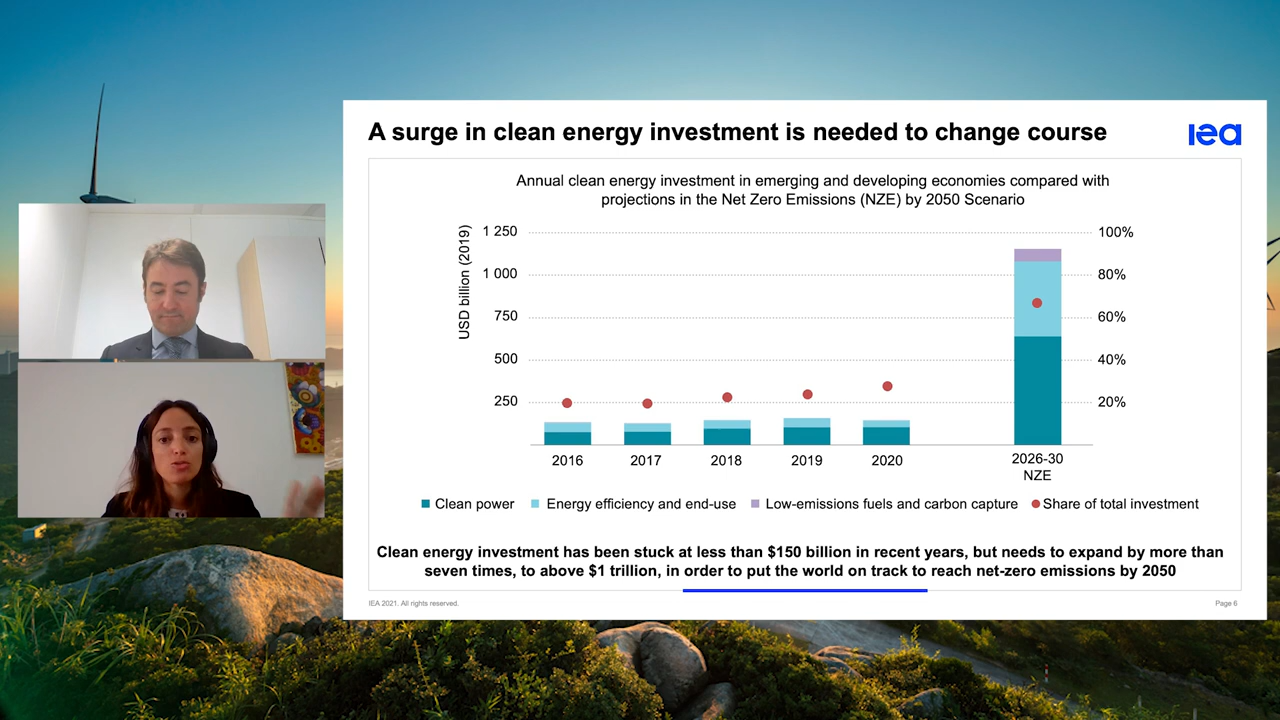 A surge in clean energy investment is needed to change course
iea
Annual clean energy investment in emerging and developing economies compared with
projections in the Net Zero Emissions (NZE) by 2050 Scenario
USD billion (2019)
1 250
1 000
750
500
250
100%
80%
60%
40%
20%
2016
2017
2018
2019
2020
2026-30
NZE
Clean power
Energy efficiency and end-use
Low-emissions fuels and carbon capture
Share of total investment
Clean energy investment has been stuck at less than $150 billion in recent years, but needs to expand by more than
seven times, to above $1 trillion, in order to put the world on track to reach net-zero emissions by 2050
IEA 2021. All rights reserved.
Page 6